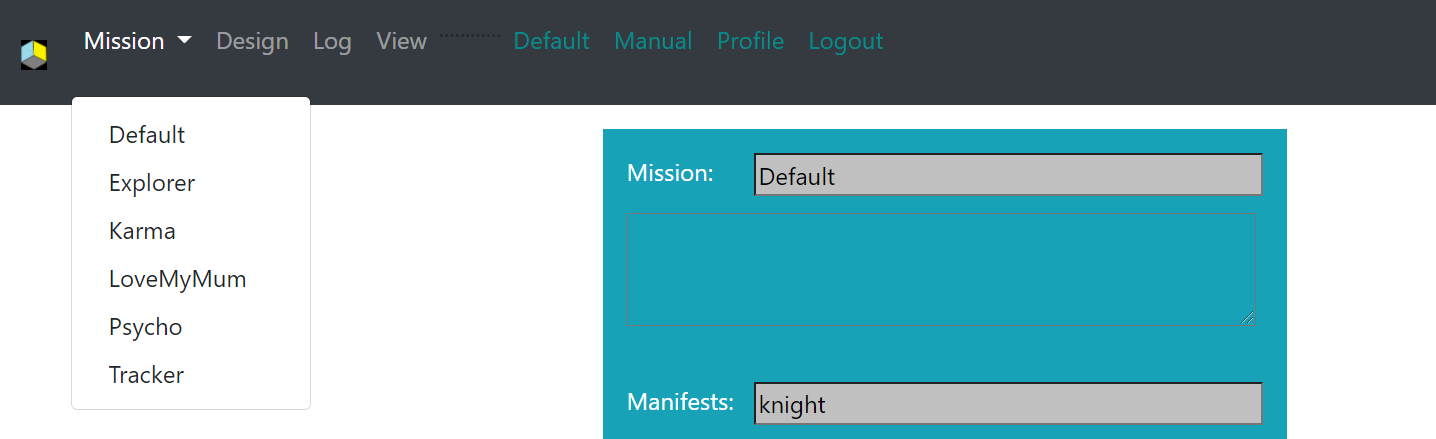 Mission Design Log View Default Manual Profile Logout
Default
Explorer
Karma
LoveMyMum
Psycho
Tracker
Mission: Default
Manifests: knight